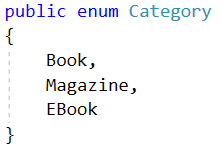 public enum Category
{
    Book,
    Magazine,
    EBook
}